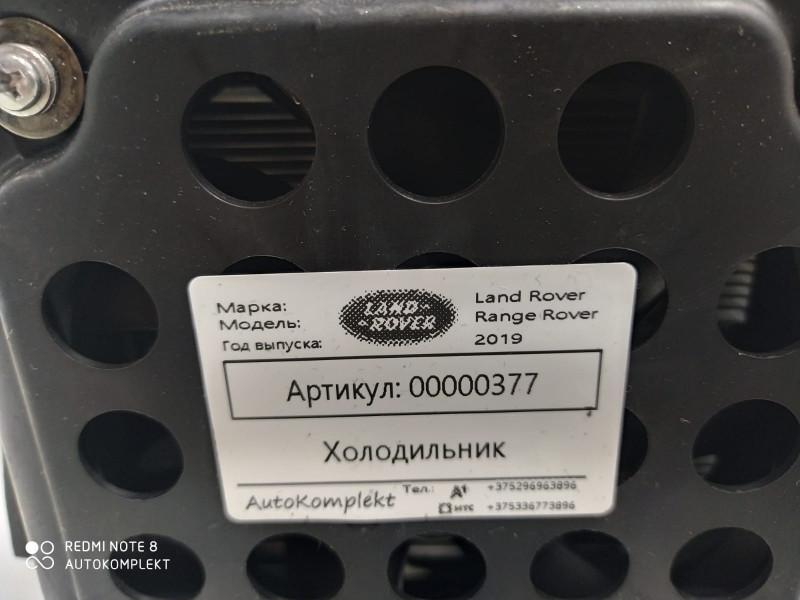 Марка: LAND ROVER Land Rover
Модель: Range Rover
Год выпуска: 2019
Артикул: 00000377
Холодильник
AutoKomplekt Тел.: А1 +375296963896
МТС +375336773896
REDMI NOTE 8
AUTOKOMPLEKT